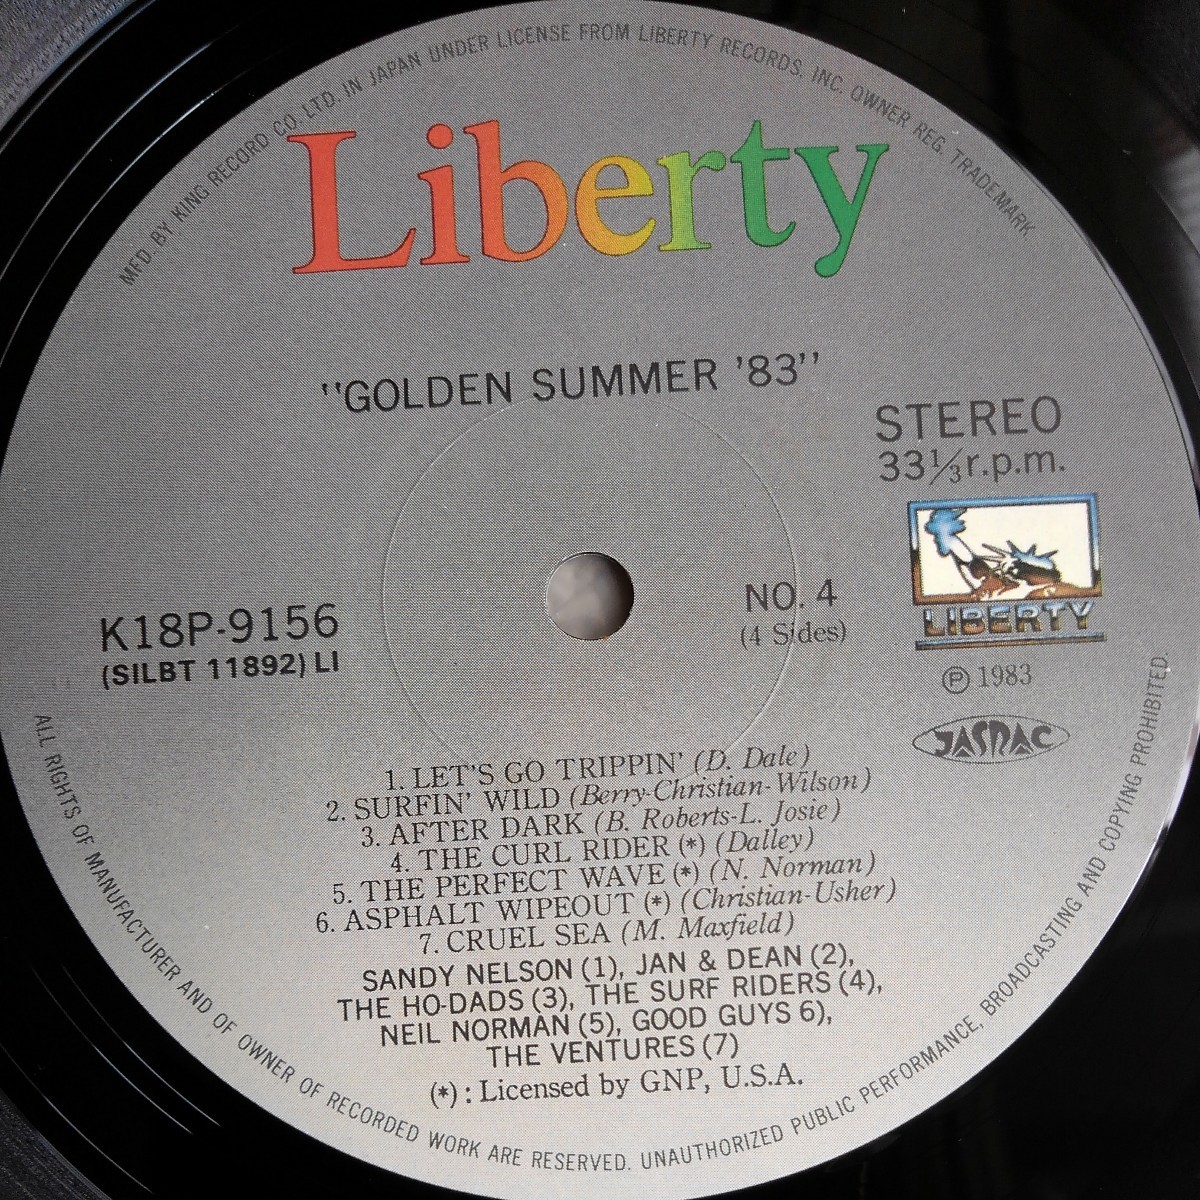 MFD. BY KING RECORD CO. LTD. IN JAPAN UNDER LICENSE FROM LIBERTY RECORDS, INC. OWNER REG. TRADEMARK
Liberty
"GOLDEN SUMMER '83"
STEREO
33⅓r.p.m.
K18P-9156
(SILBT 11892) LI
NO. 4
(4 Sides)
LIBERTY
Ⓟ 1983
JASRAC
1. LET'S GO TRIPPIN' (D. Dale)
2. SURFIN' WILD (Berry-Christian-Wilson)
3. AFTER DARK (B. Roberts-L. Josie)
4. THE CURL RIDER (*) (Dalley)
5. THE PERFECT WAVE (*) (N. Norman)
6. ASPHALT WIPEOUT (*) (Christian-Usher)
7. CRUEL SEA (M. Maxfield)
SANDY NELSON (1), JAN & DEAN (2),
THE HO-DADS (3), THE SURF RIDERS (4),
NEIL NORMAN (5), GOOD GUYS 6),
THE VENTURES (7)
(*) : Licensed by GNP, U.S.A.
ALL RIGHTS OF MANUFACTURER AND OF OWNER OF RECORDED WORK ARE RESERVED. UNAUTHORIZED PUBLIC PERFORMANCE, BROADCASTING AND COPYING PROHIBITED.